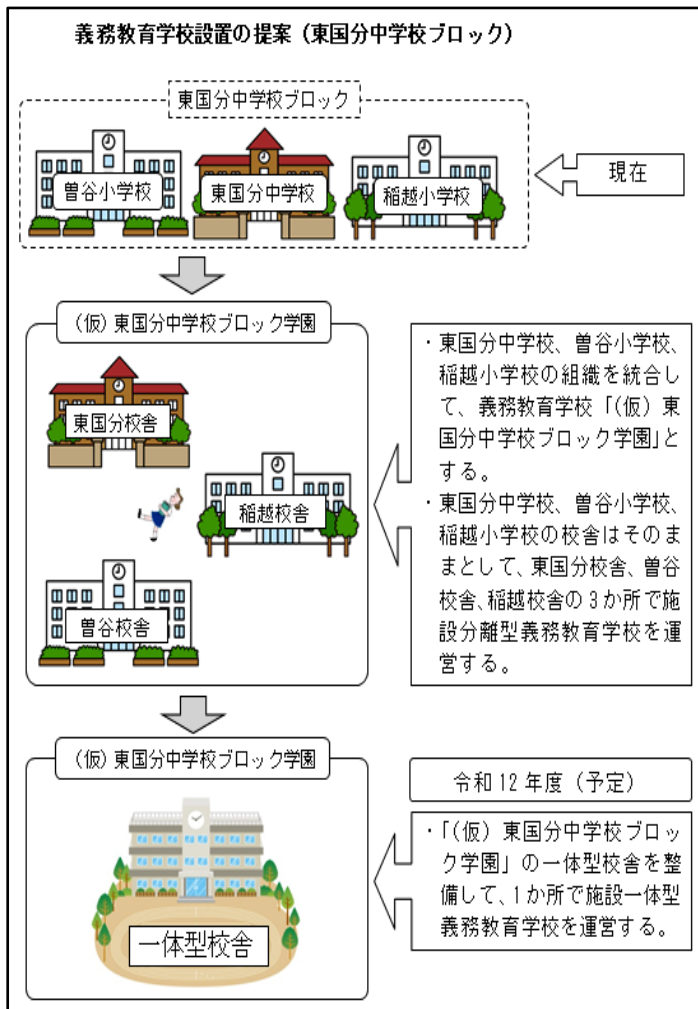 義務教育学校設置の提案（東国分中学校ブロック）
東国分中学校ブロック
曽谷小学校
東国分中学校
稲越小学校
現在
（仮）東国分中学校ブロック学園
東国分校舎
稲越校舎
曽谷校舎
・東国分中学校、曽谷小学校、
稲越小学校の組織を統合し
て、義務教育学校「(仮）東
国分中学校ブロック学園」と
する。
・東国分中学校、曽谷小学校、
稲越小学校の校舎はそのま
まとして、東国分校舎、曽谷
校舎、稲越校舎の３か所で施
設分離型義務教育学校を運
営する。
（仮）東国分中学校ブロック学園
一体型校舎
令和12年度（予定）
・「(仮）東国分中学校ブロッ
ク学園」の一体型校舎を整
備して、１か所で施設一体型
義務教育学校を運営する。